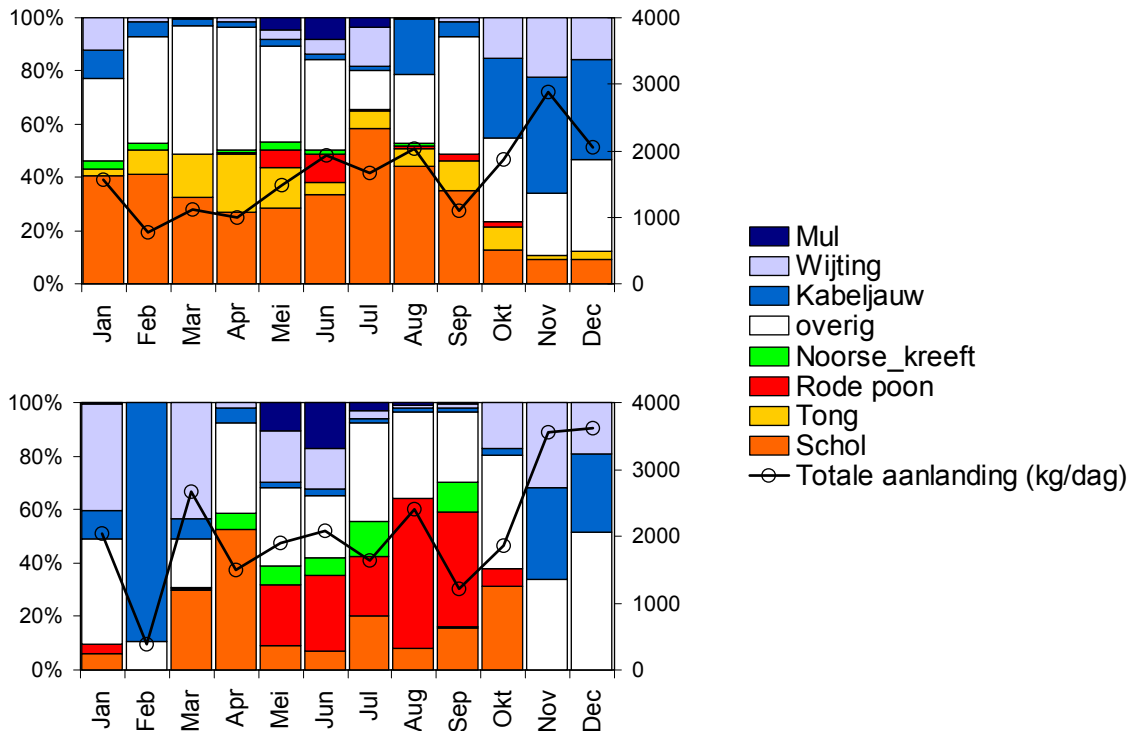 100%
80%
60%
40%
20%
0%
4000
3000
2000
1000
0
Jan
Feb
Mar
Apr
Mei
Jun
Jul
Aug
Sep
Okt
Nov
Dec
100%
80%
60%
40%
20%
0%
4000
3000
2000
1000
0
Jan
Feb
Mar
Apr
Mei
Jun
Jul
Aug
Sep
Okt
Nov
Dec
Mul
Wijting
Kabeljauw
overig
Noorse_kreeft
Rode poon
Tong
Schol
Totale aanlanding (kg/dag)